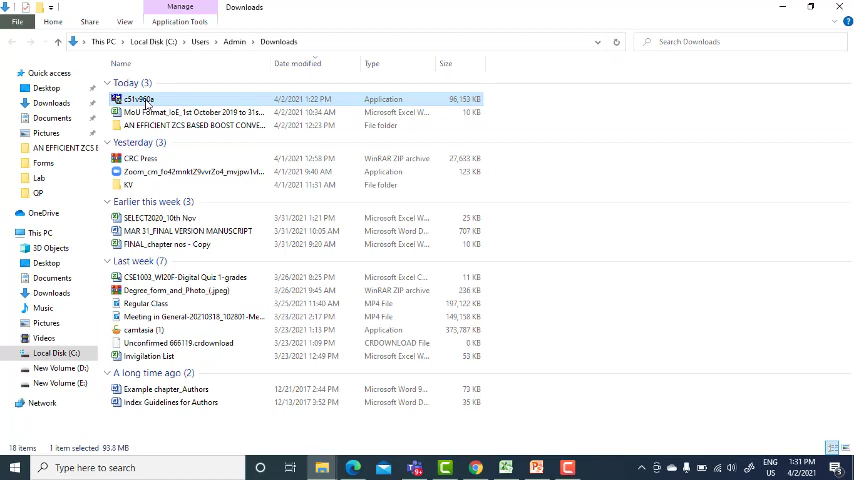 Manage
Downloads
File
Home
Share
View
Application Tools
This PC
Local Disk (C:)
Users
Admin
Downloads
Search Downloads
Name
Date modified
Type
Size
Quick access
Desktop
Downloads
Documents
Pictures
AN EFFICIENT ZCS E
Forms
Lab
QP
OneDrive
This PC
3D Objects
Desktop
Documents
Downloads
Music
Pictures
Videos
Local Disk (C:)
New Volume (D:)
New Volume (E:)
Network
Today (3)
c51v960a 4/2/2021 1:22 PM Application 96,153 KB
MoU Format_IoE_1st October 2019 to 31s... 4/2/2021 10:34 AM Microsoft Excel W... 10 KB
AN EFFICIENT ZCS BASED BOOST CONVE... 4/2/2021 12:23 PM File folder
Yesterday (3)
CRC Press 4/1/2021 12:58 PM WinRAR ZIP archive 27,633 KB
Zoom_cm_fo42mnktZ9vvrZo4_mvjpw1vl... 4/1/2021 9:40 AM Application 123 KB
KV 4/1/2021 11:31 AM File folder
Earlier this week (3)
SELECT2020_10th Nov 3/31/2021 1:21 PM Microsoft Excel W... 25 KB
MAR 31_FINAL VERSION MANUSCRIPT 3/31/2021 10:05 AM Microsoft Word D... 707 KB
FINAL_chapter nos - Copy 3/31/2021 9:20 AM Microsoft Excel W... 10 KB
Last week (7)
CSE1003_WI20F-Digital Quiz 1-grades 3/26/2021 8:25 PM Microsoft Excel C... 11 KB
Degree_form_and_Photo_(.jpeg) 3/26/2021 9:45 AM WinRAR ZIP archive 236 KB
Regular Class 3/25/2021 11:40 AM MP4 File 197,122 KB
Meeting in General-20210318_102801-Me... 3/23/2021 2:17 PM MP4 File 149,158 KB
camtasia (1) 3/23/2021 11:13 PM Application 373,787 KB
Unconfirmed 666119.crdownload 3/23/2021 1:09 PM CRDOWNLOAD File 0 KB
Invigilation List 3/23/2021 12:49 PM Microsoft Excel W... 53 KB
A long time ago (2)
Example chapter_Authors 12/21/2017 2:44 PM Microsoft Word 9... 73 KB
Index Guidelines for Authors 12/13/2017 3:52 PM Microsoft Word D... 35 KB
18 items
1 item selected 93.8 MB
Type here to search
ENG
US
1:31 PM
4/2/2021